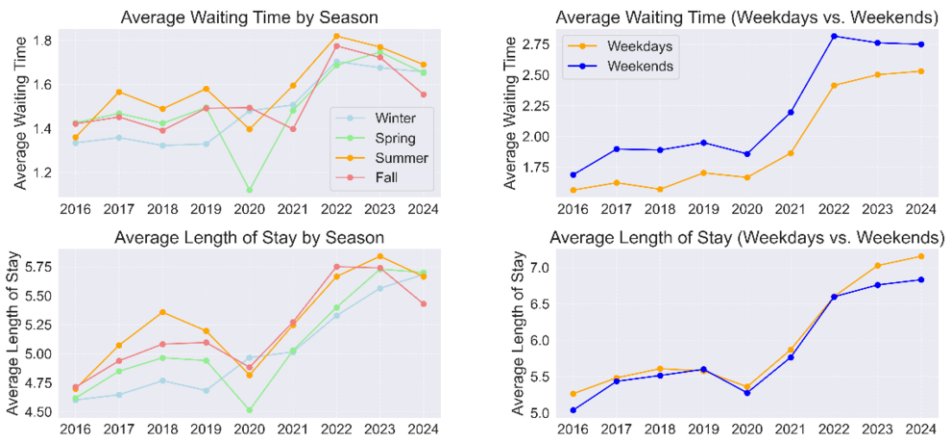 Average Waiting Time by Season
Average Waiting Time
1.8
1.6
1.4
1.2
Winter
Spring
Summer
Fall
2016 2017 2018 2019 2020 2021 2022 2023 2024
Average Waiting Time (Weekdays vs. Weekends)
Average Waiting Time
2.75
2.50
2.25
2.00
1.75
Weekdays
Weekends
2016 2017 2018 2019 2020 2021 2022 2023 2024
Average Length of Stay by Season
Average Length of Stay
5.75
5.50
5.25
5.00
4.75
4.50
2016 2017 2018 2019 2020 2021 2022 2023 2024
Average Length of Stay (Weekdays vs. Weekends)
Average Length of Stay
7.0
6.5
6.0
5.5
5.0
2016 2017 2018 2019 2020 2021 2022 2023 2024